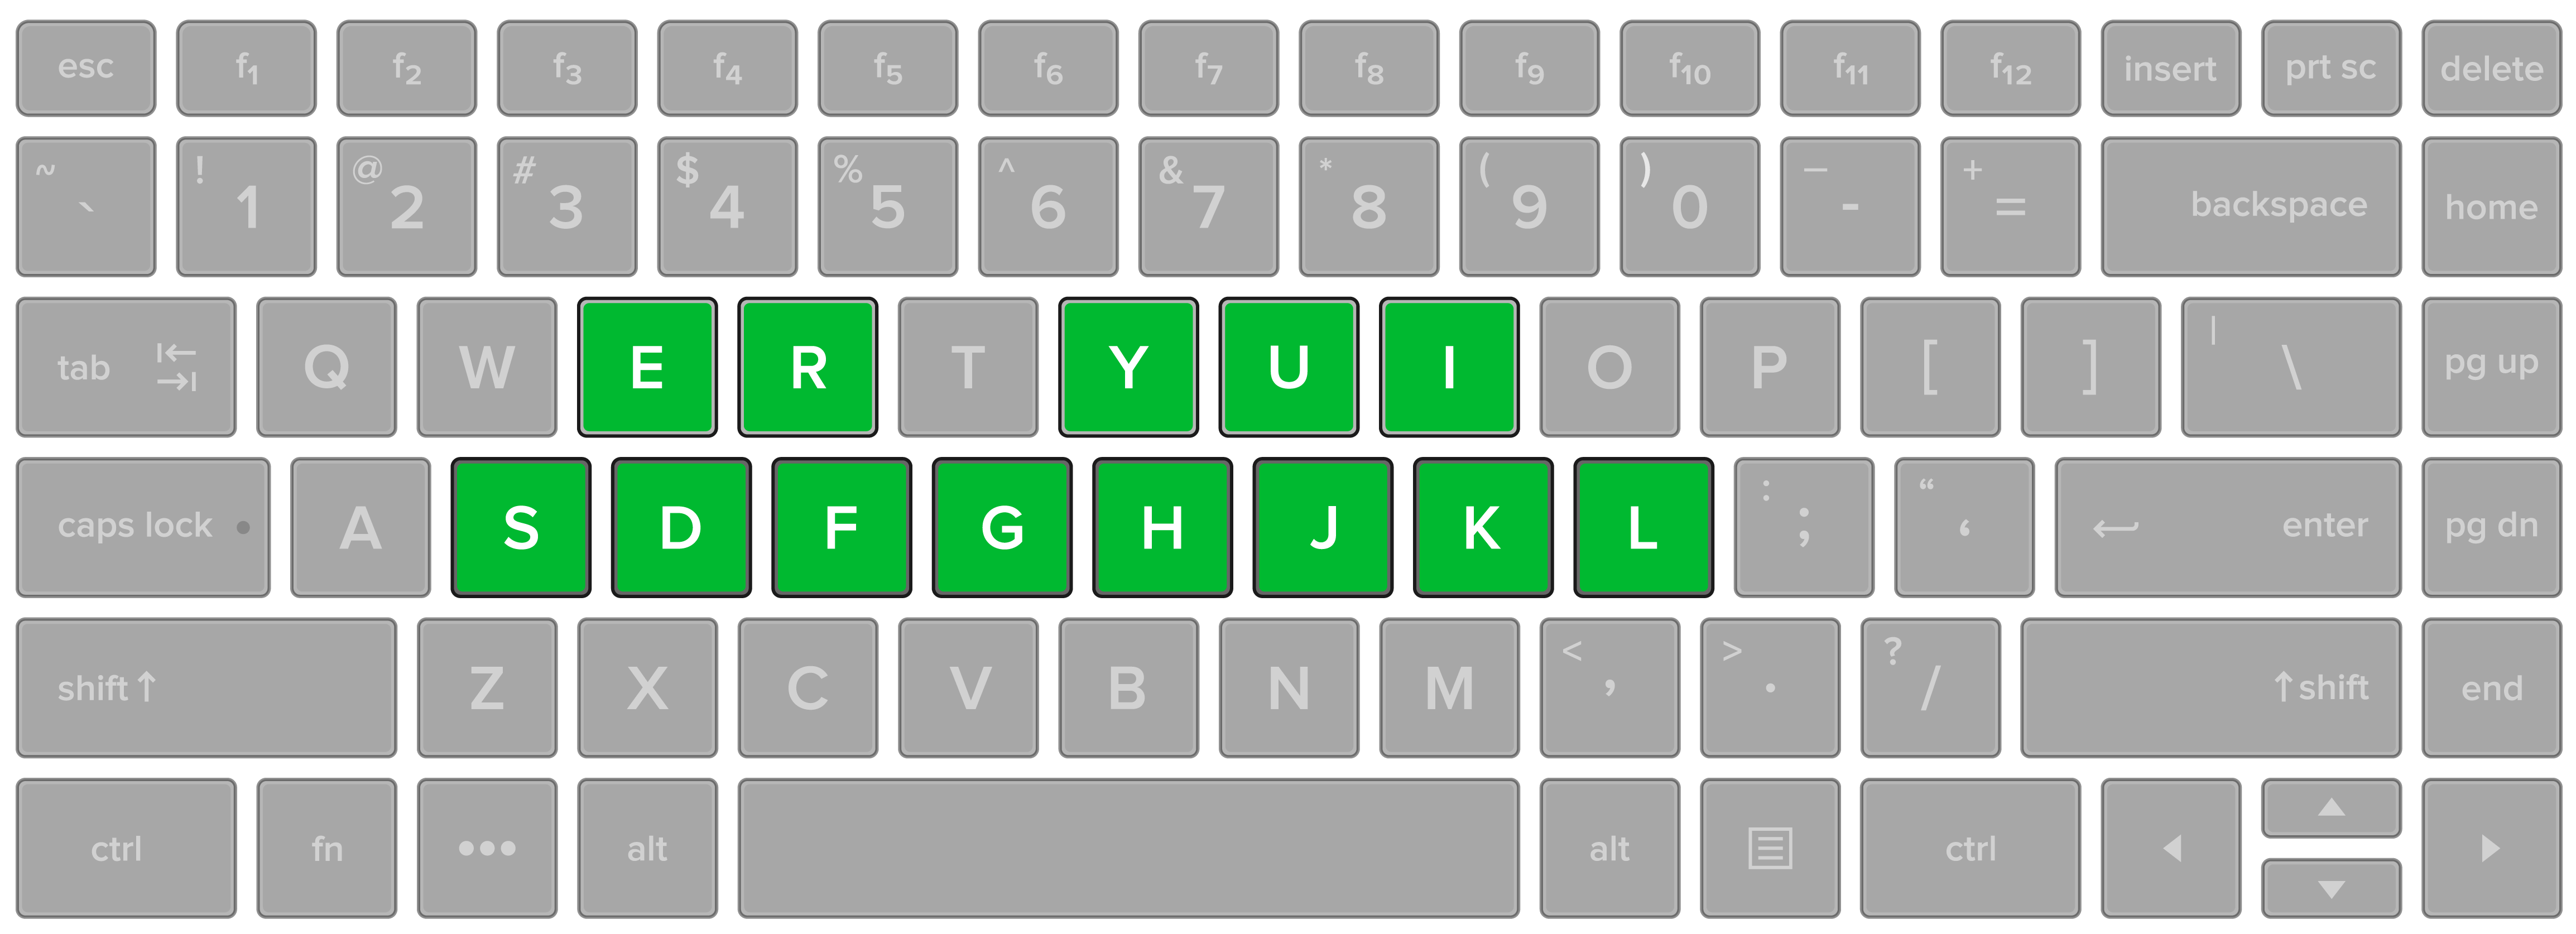 esc f1 f2 f3 f4 f5 f6 f7 f8 f9 f10 f11 f12 insert prt sc delete
~ ` ! 1 @ 2 # 3 $ 4 % 5 ^ 6 & 7 * 8 ( 9 ) 0 — - + = backspace home
tab Q W E R T Y U I O P [ ] | \ pg up
caps lock A S D F G H J K L : ; “ ‘ enter pg dn
shift ↑ Z X C V B N M < , > . ? / ↑ shift end
ctrl fn ••• alt alt ctrl